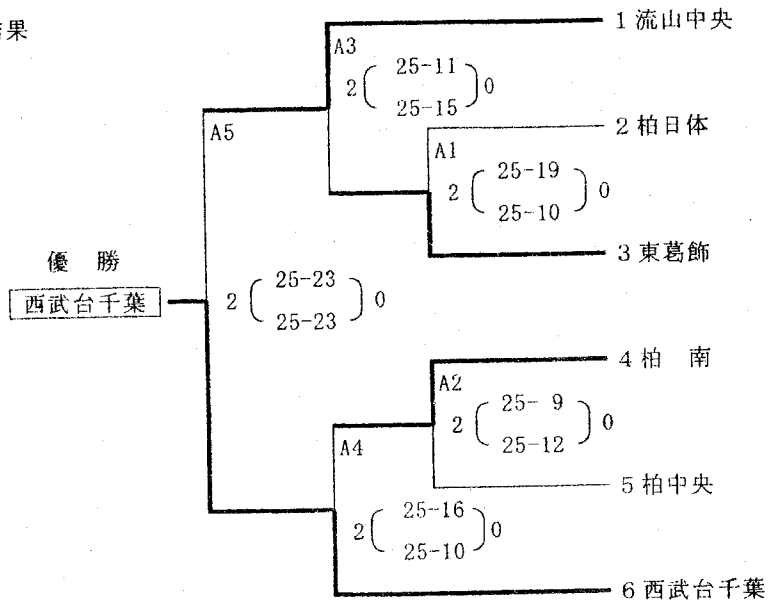 結果
1 流山中央
A3
2 ( 25-11 ) 0
25-15
2 柏日体
A5
A1
2 ( 25-19 ) 0
25-10
3 東葛飾
優 勝
西武台千葉
2 ( 25-23 ) 0
25-23
4 柏 南
A2
2 ( 25- 9 ) 0
25-12
A4
5 柏中央
2 ( 25-16 ) 0
25-10
6 西武台千葉